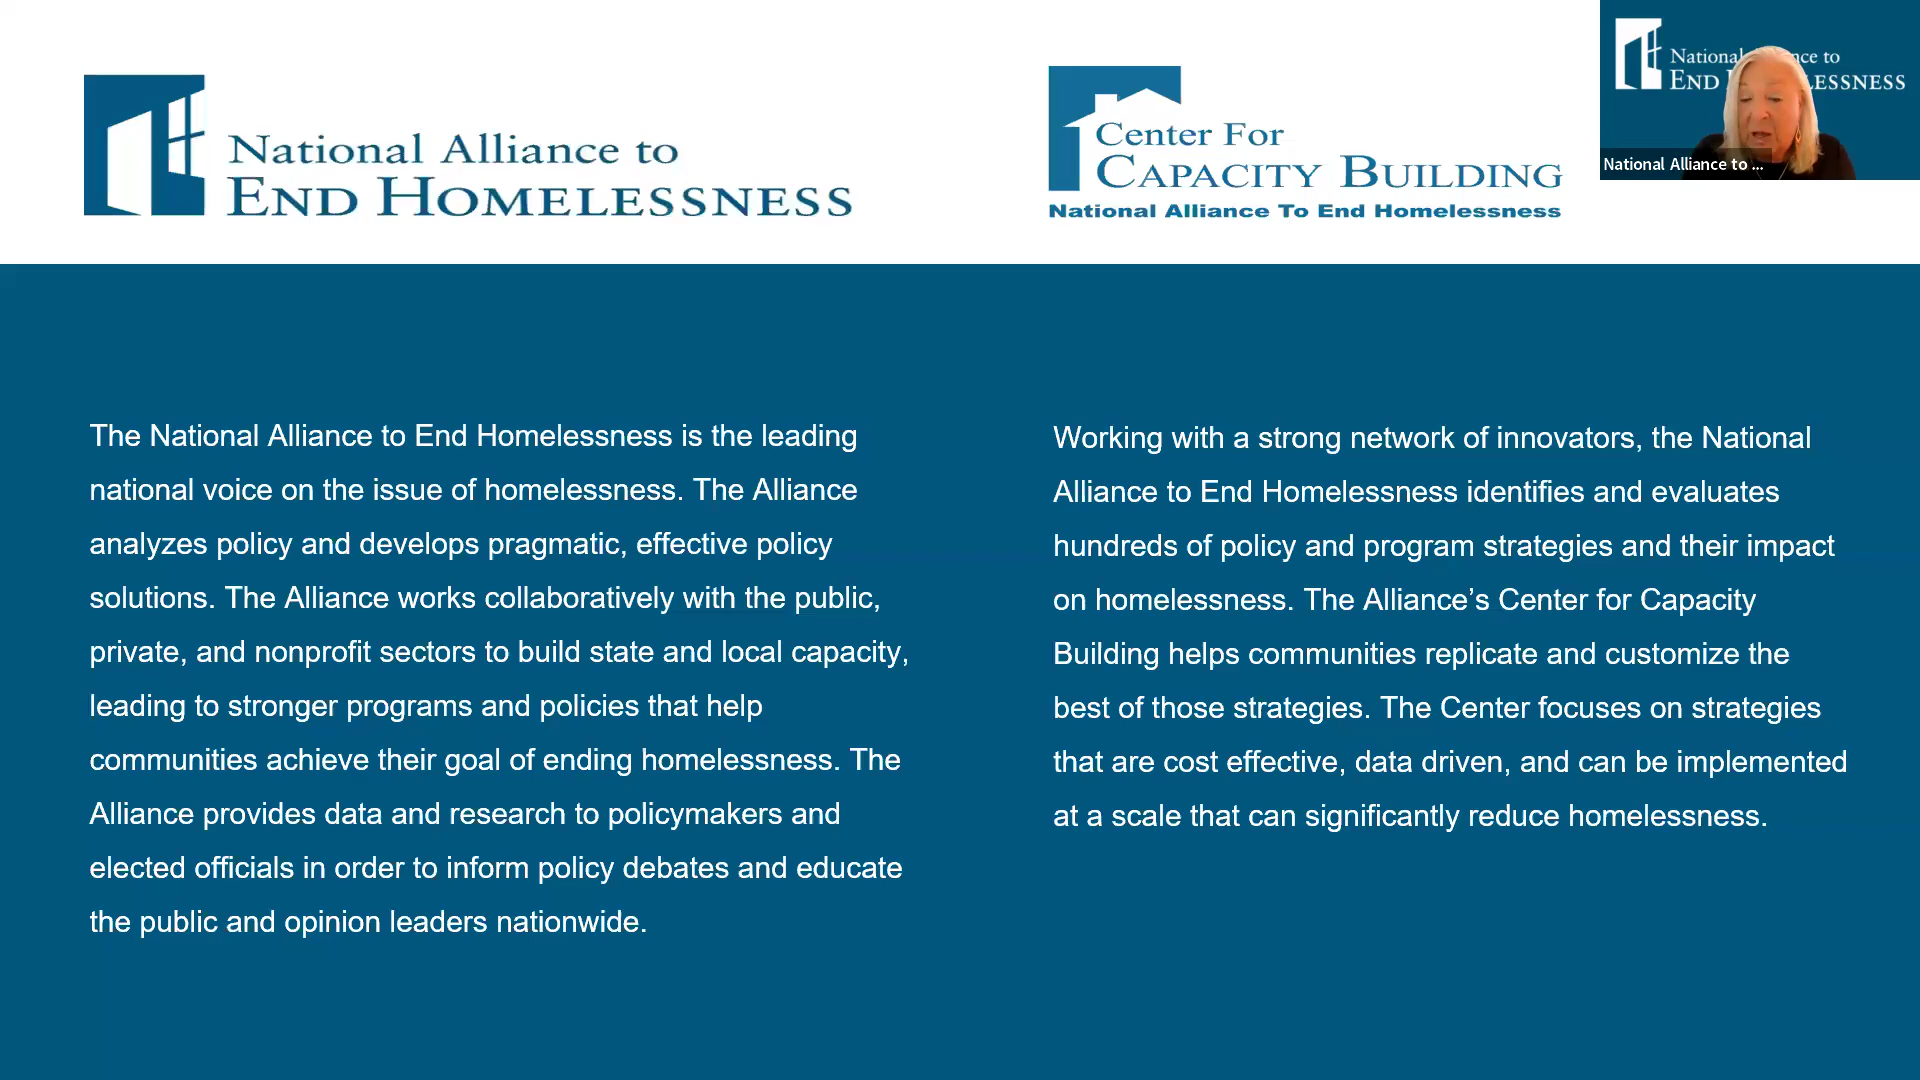 National Alliance to
END HOMELESSNESS
Center For
CAPACITY BUILDING
National Alliance To End Homelessness
National nce to
END H LESSNESS
National Alliance to ...
The National Alliance to End Homelessness is the leading
national voice on the issue of homelessness. The Alliance
analyzes policy and develops pragmatic, effective policy
solutions. The Alliance works collaboratively with the public,
private, and nonprofit sectors to build state and local capacity,
leading to stronger programs and policies that help
communities achieve their goal of ending homelessness. The
Alliance provides data and research to policymakers and
elected officials in order to inform policy debates and educate
the public and opinion leaders nationwide.
Working with a strong network of innovators, the National
Alliance to End Homelessness identifies and evaluates
hundreds of policy and program strategies and their impact
on homelessness. The Alliance’s Center for Capacity
Building helps communities replicate and customize the
best of those strategies. The Center focuses on strategies
that are cost effective, data driven, and can be implemented
at a scale that can significantly reduce homelessness.